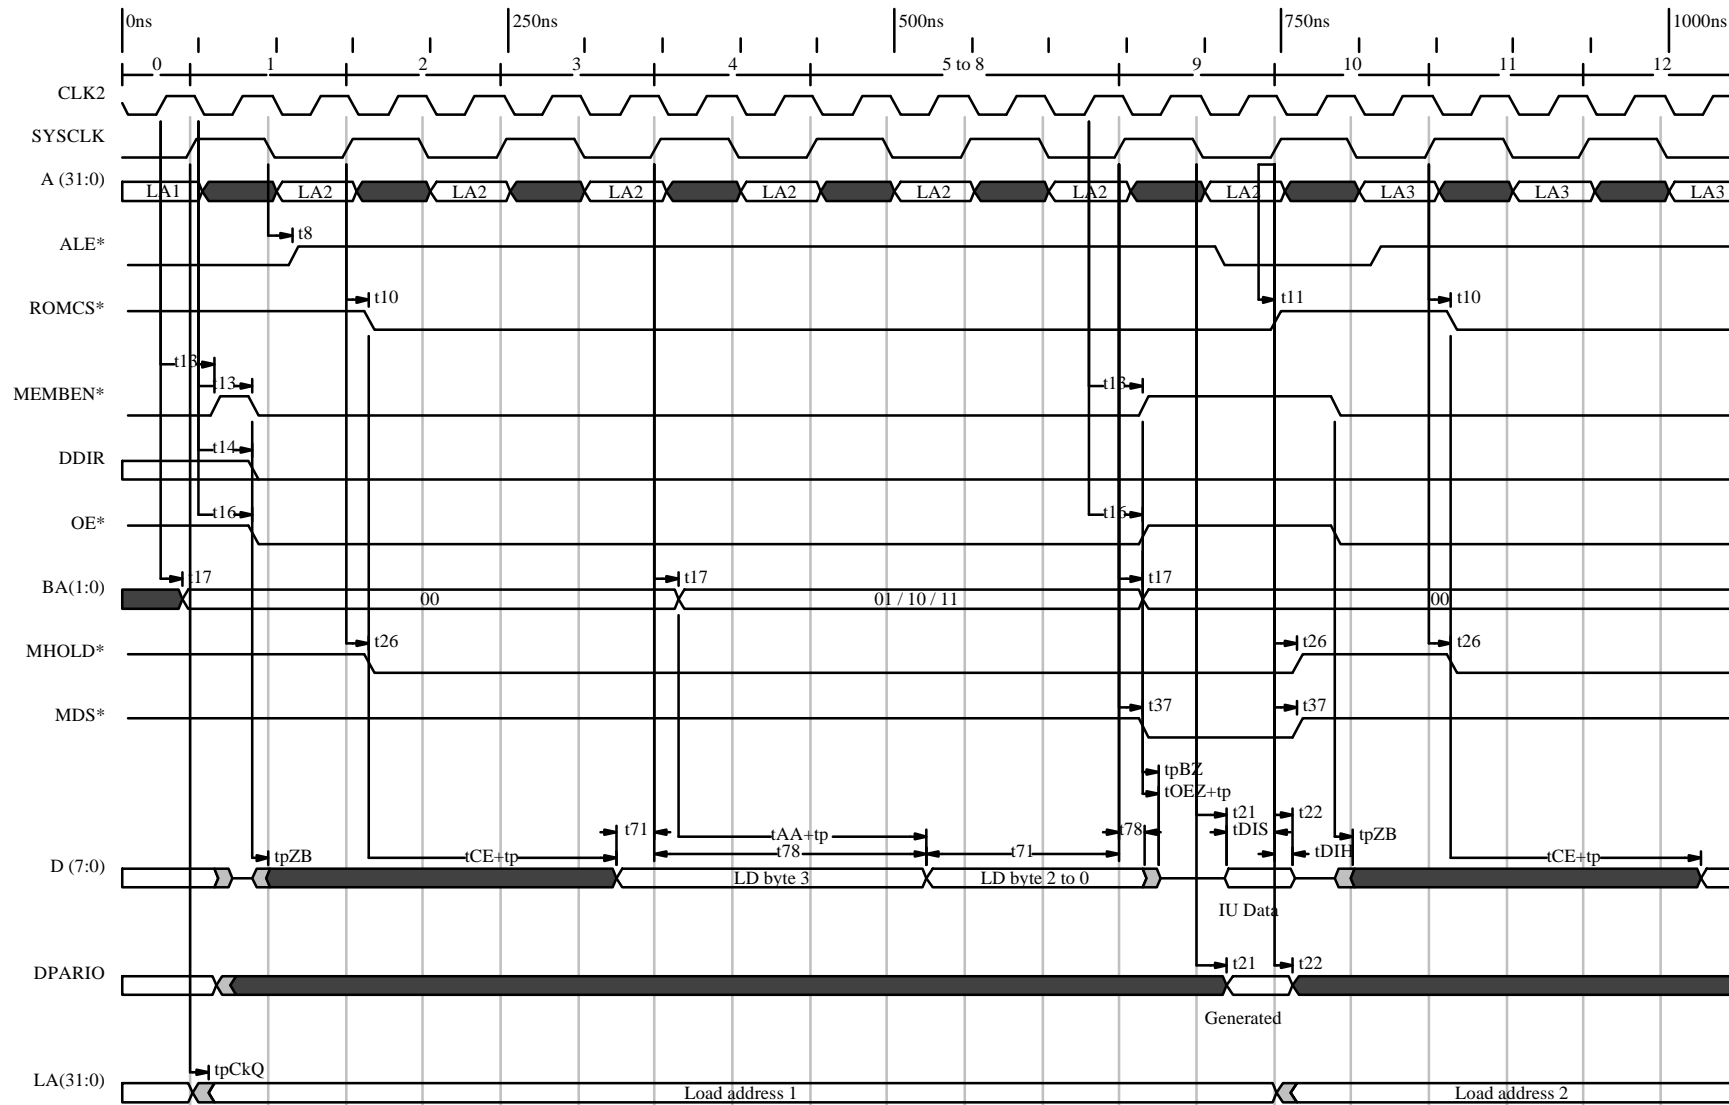 0ns 250ns 500ns 750ns 1000ns
0 1 2 3 4 5 to 8 9 10 11 12
CLK2
SYSCLK
A (31:0) LA1 LA2 LA2 LA2 LA2 LA2 LA2 LA2 LA3 LA3 LA3
t8
ALE*
t10 t11 t10
ROMCS*
t13
t13 t13
MEMBEN*
t14
DDIR
t16 t16
OE*
t17 t17 t17
BA(1:0) 00 01 / 10 / 11 00
t26 t26 t26
MHOLD*
t37 t37
MDS*
tpBZ
tOEZ+tp
t21 t22
t71 tAA+tp t78 tDIS tpZB
tpZB tCE+tp t78 t71 tDIH tCE+tp
D (7:0) LD byte 3 LD byte 2 to 0
IU Data
t21 t22
DPARIO
Generated
tpCkQ
LA(31:0) Load address 1 Load address 2